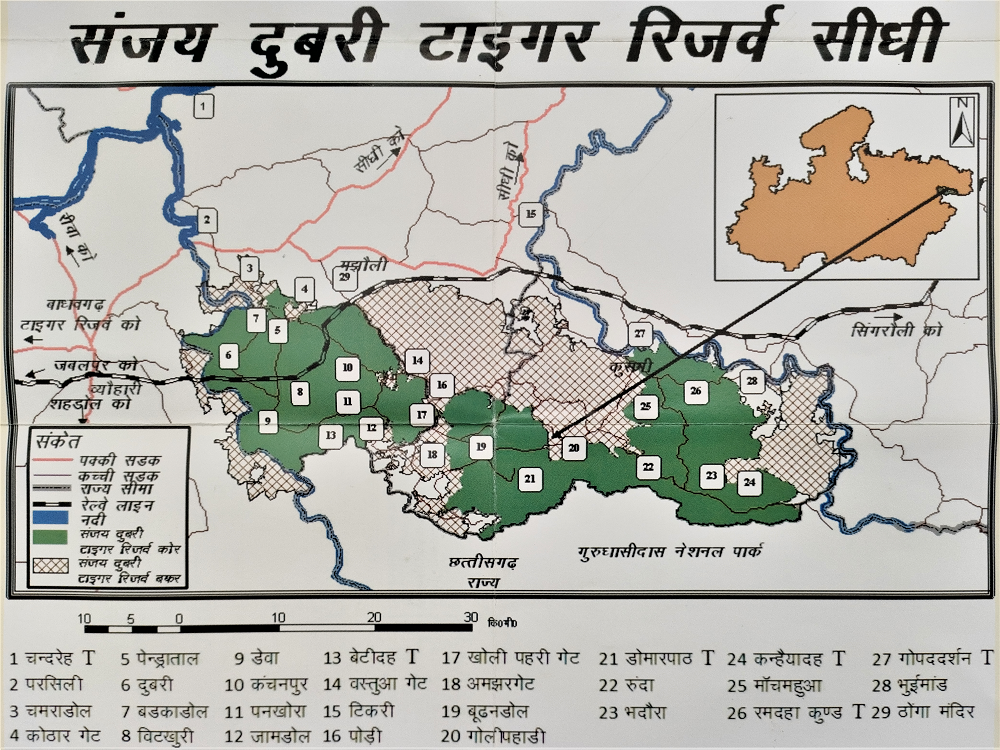 संजय दुबरी टाइगर रिजर्व सीधी
N
1
सीधी को
सीधी को
2
15
रीवा को
3
मझौली
29
4
बाधवगढ़
टाइगर रिजर्व को
7
5
27
सिंगरौली को
6
14
कुसमी
जबलपुर को
10
28
ब्यौहारी
8
16
26
शहडोल को
11
25
9
17
13
12
19
20
18
22
21
23
24
संकेत
पक्की सड़क
कच्ची सड़क
राज्य सीमा
रेल्वे लाइन
नदी
संजय दुबरी
टाइगर रिजर्व कोर
संजय दुबरी
टाइगर रिजर्व बफर
छत्तीसगढ़
राज्य
गुरुघासीदास नेशनल पार्क
10 5 0 10 20 30 कि0मी0
1 चन्दरेह T 5 पेन्ड्राताल 9 डेवा 13 बेटीदह T 17 खोली पहरी गेट 21 डोमारपाठ T 24 कन्हैयादह T 27 गोपददर्शन T
2 परसिली 6 दुबरी 10 कंचनपुर 14 वस्तुआ गेट 18 अमझरगेट 22 रुंदा 25 मॉचमहुआ 28 भुईमांड
3 चमराडोल 7 बडकाडोल 11 पनखोरा 15 टिकरी 19 बूढनडोल 23 भदौरा 26 रमदहा कुण्ड T 29 ठोंगा मंदिर
4 कोठार गेट 8 विटखुरी 12 जामडोल 16 पोड़ी 20 गोलीपहाडी